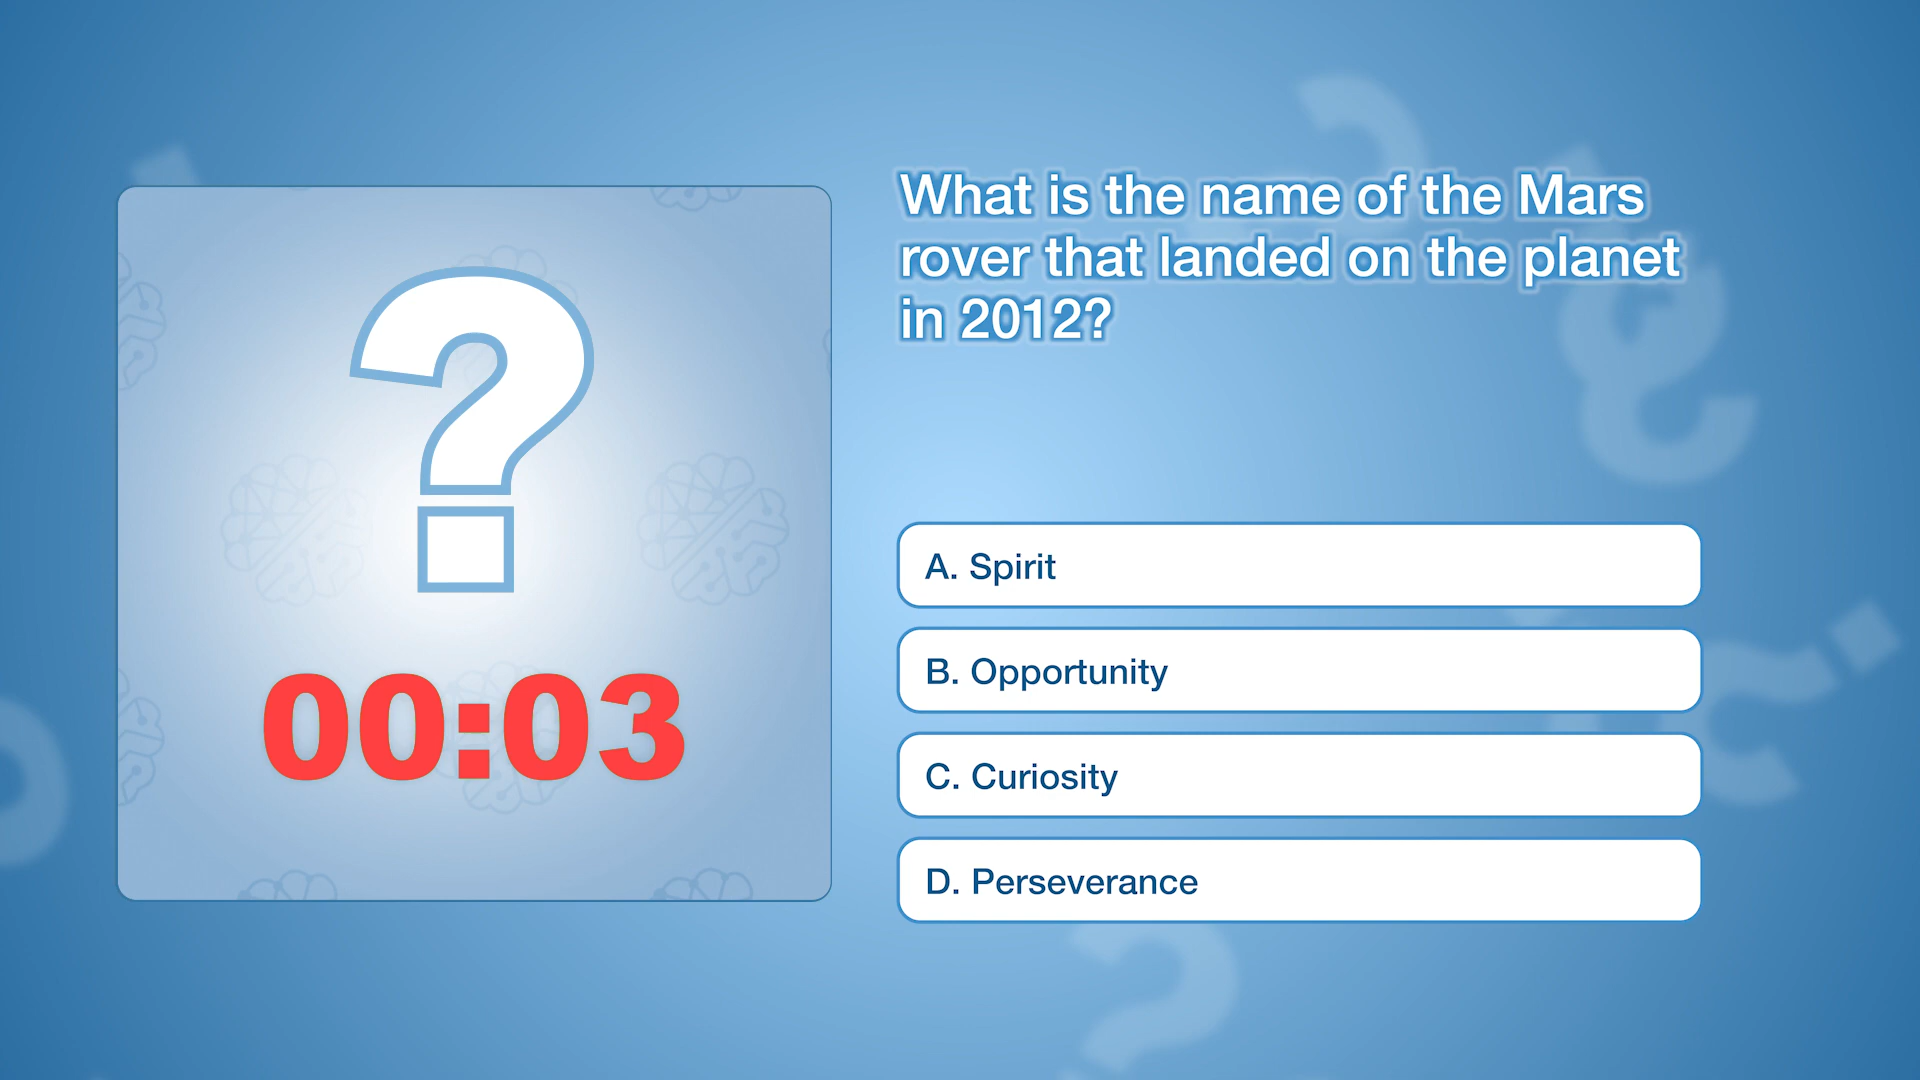 ?
00:03
What is the name of the Mars
rover that landed on the planet
in 2012?
A. Spirit
B. Opportunity
C. Curiosity
D. Perseverance